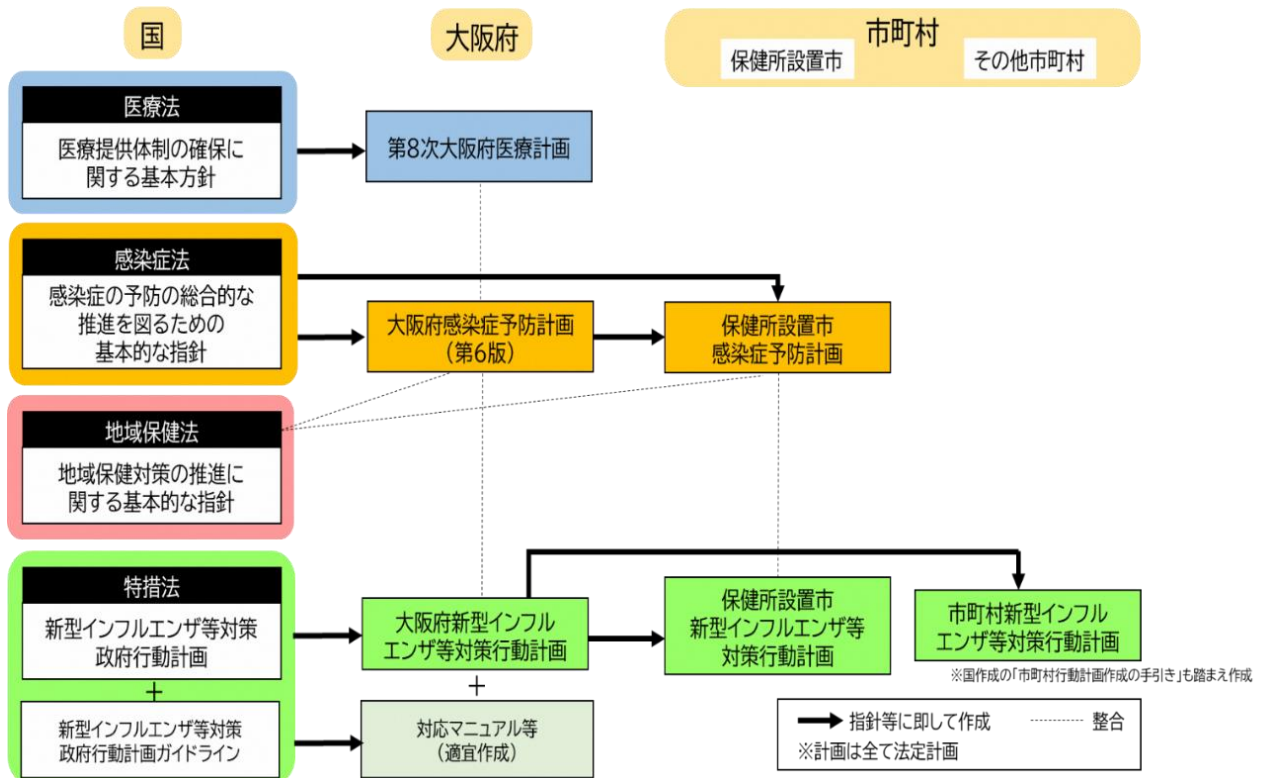 国
大阪府
市町村
保健所設置市
その他市町村
医療法
医療提供体制の確保に
関する基本方針
第8次大阪府医療計画
感染症法
感染症の予防の総合的な
推進を図るための
基本的な指針
大阪府感染症予防計画
(第6版)
保健所設置市
感染症予防計画
地域保健法
地域保健対策の推進に
関する基本的な指針
特措法
新型インフルエンザ等対策
政府行動計画
+
新型インフルエンザ等対策
政府行動計画ガイドライン
大阪府新型インフル
エンザ等対策行動計画
+
対応マニュアル等
(適宜作成)
保健所設置市
新型インフルエンザ等
対策行動計画
市町村新型インフル
エンザ等対策行動計画
※国作成の「市町村行動計画作成の手引き」も踏まえ作成
指針等に即して作成
整合
※計画は全て法定計画